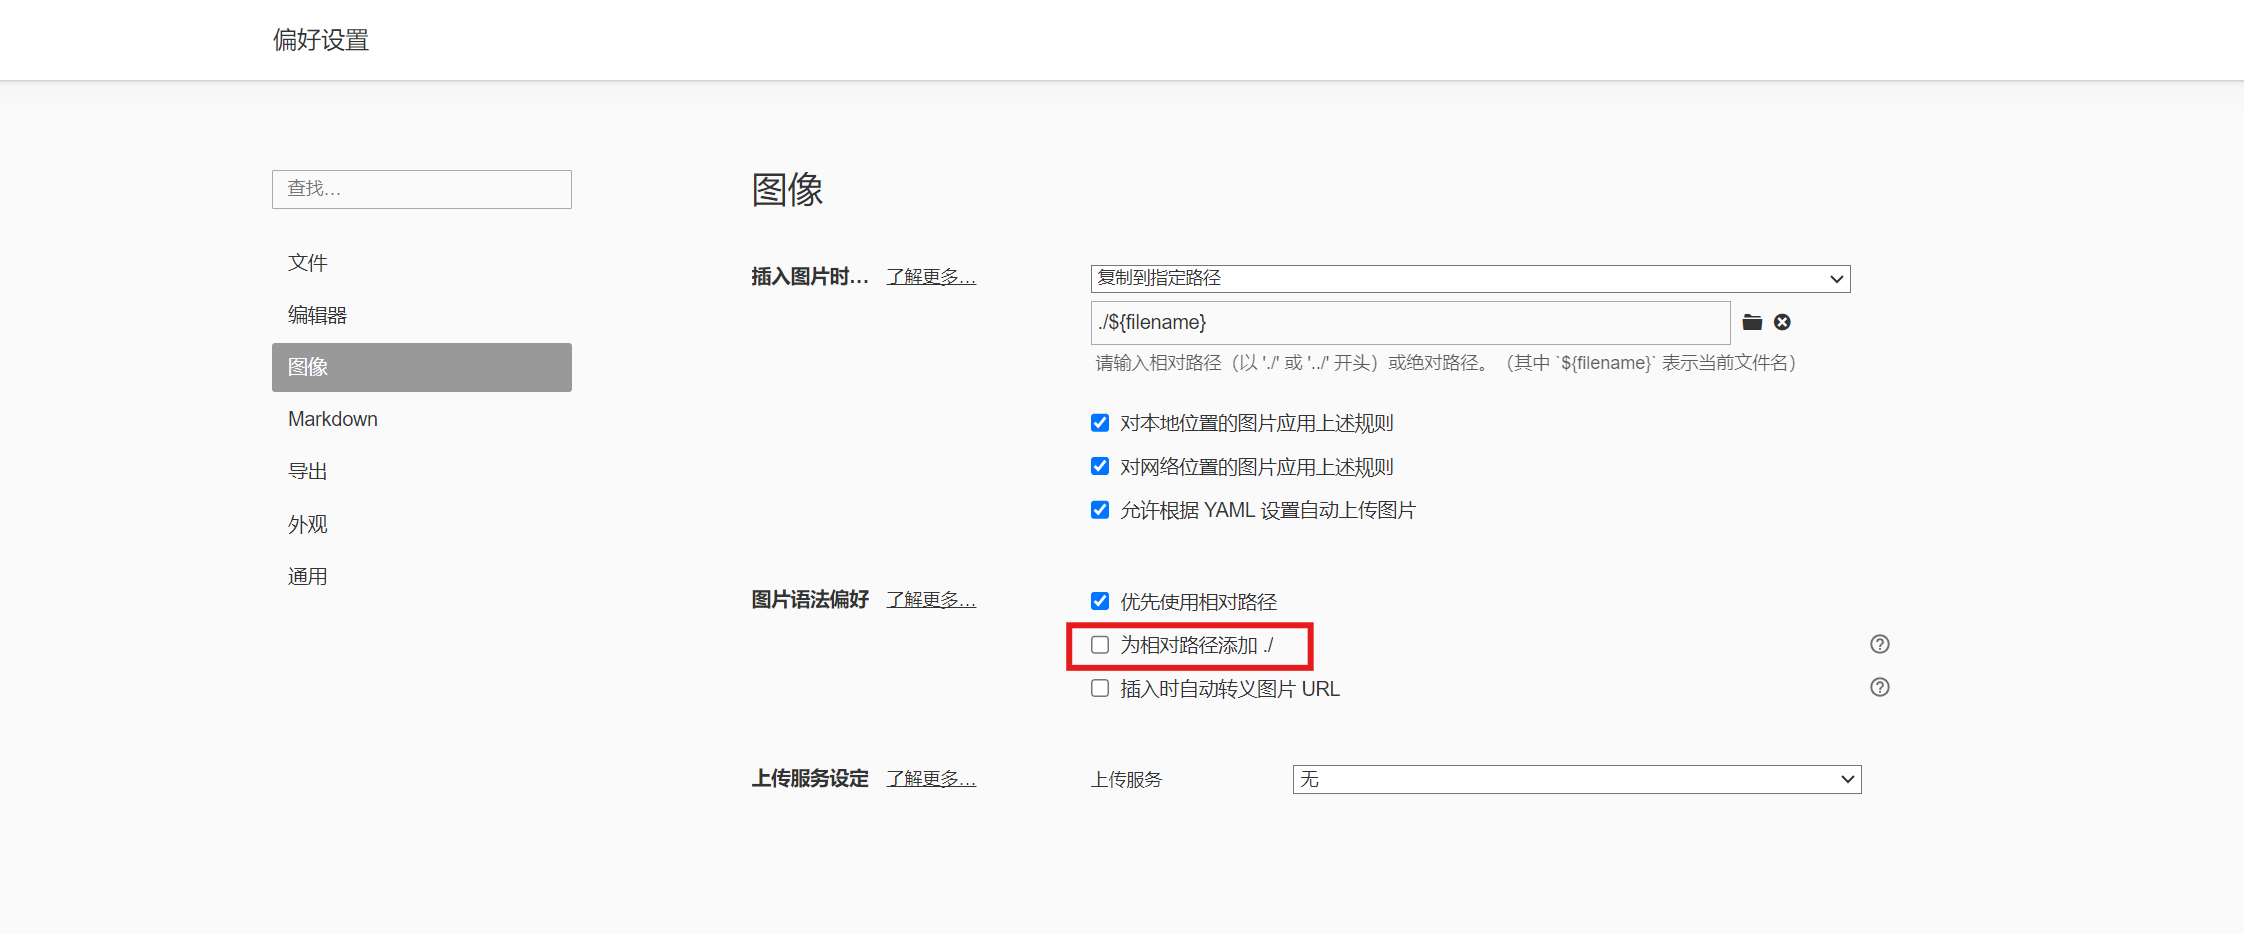 偏好设置
查找...
文件
编辑器
图像
Markdown
导出
外观
通用
图像
插入图片时... 了解更多...
复制到指定路径
./${filename}
请输入相对路径（以 './' 或 '../' 开头）或绝对路径。（其中 `${filename}` 表示当前文件名）
对本地位置的图片应用上述规则
对网络位置的图片应用上述规则
允许根据 YAML 设置自动上传图片
图片语法偏好 了解更多...
优先使用相对路径
为相对路径添加 ./
插入时自动转义图片 URL
上传服务设定 了解更多...
上传服务 无